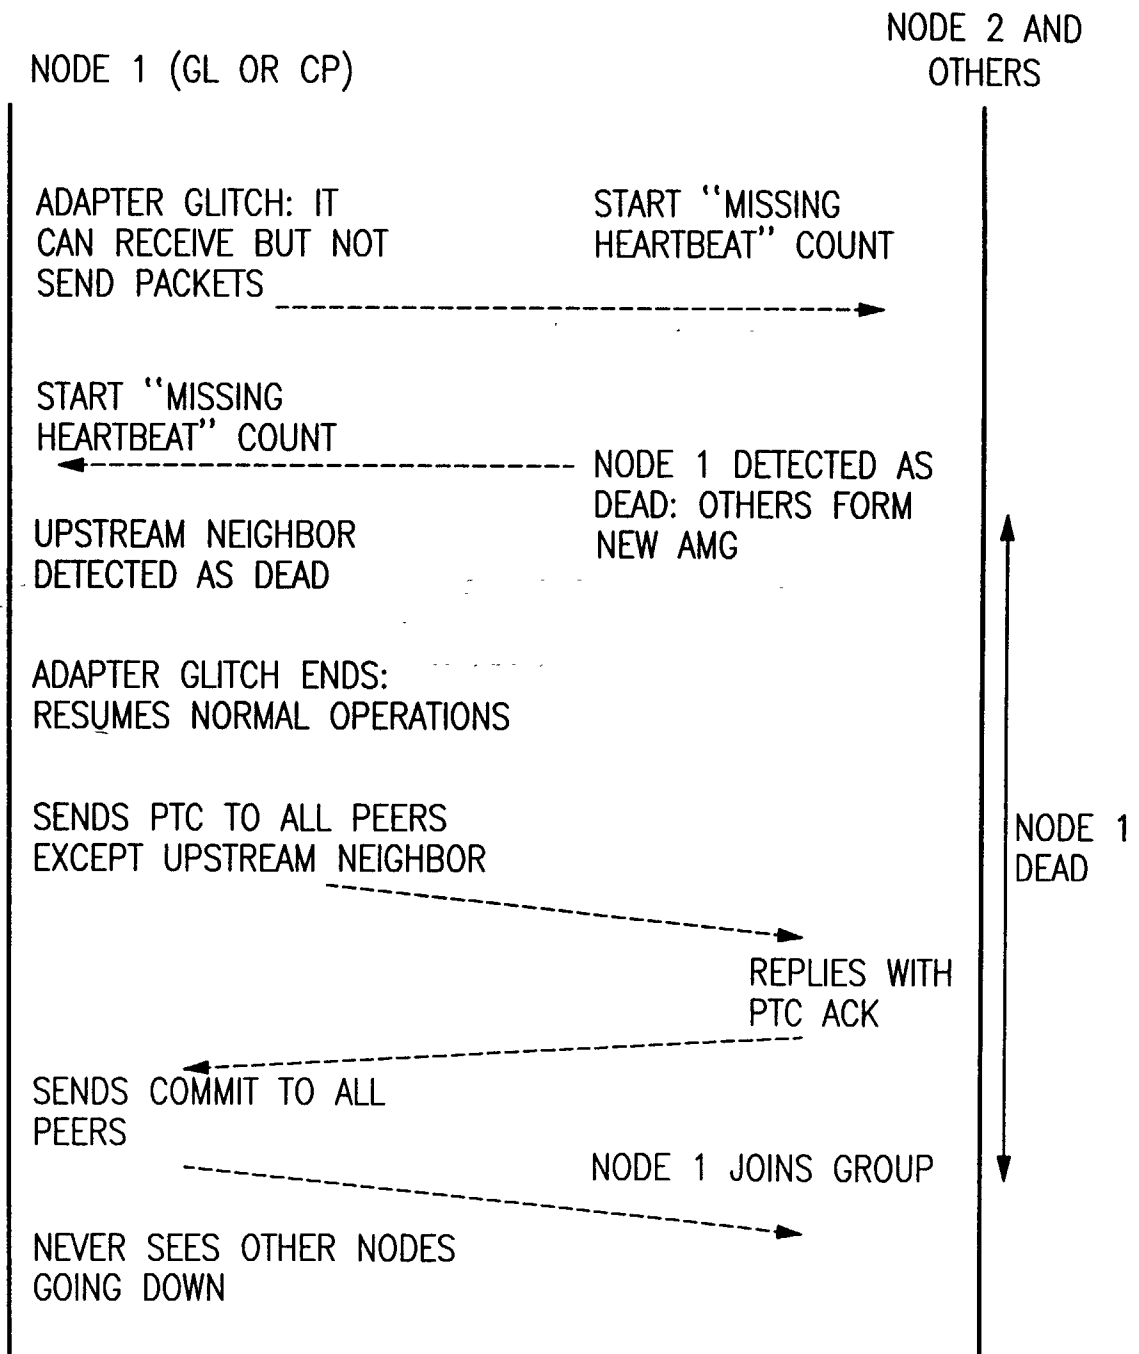 NODE 1 (GL OR CP)
NODE 2 AND
OTHERS
ADAPTER GLITCH: IT
CAN RECEIVE BUT NOT
SEND PACKETS
START ‘‘MISSING
HEARTBEAT’’ COUNT
START ‘‘MISSING
HEARTBEAT’’ COUNT
NODE 1 DETECTED AS
DEAD: OTHERS FORM
NEW AMG
UPSTREAM NEIGHBOR
DETECTED AS DEAD
ADAPTER GLITCH ENDS:
RESUMES NORMAL OPERATIONS
SENDS PTC TO ALL PEERS
EXCEPT UPSTREAM NEIGHBOR
NODE 1
DEAD
REPLIES WITH
PTC ACK
SENDS COMMIT TO ALL
PEERS
NODE 1 JOINS GROUP
NEVER SEES OTHER NODES
GOING DOWN